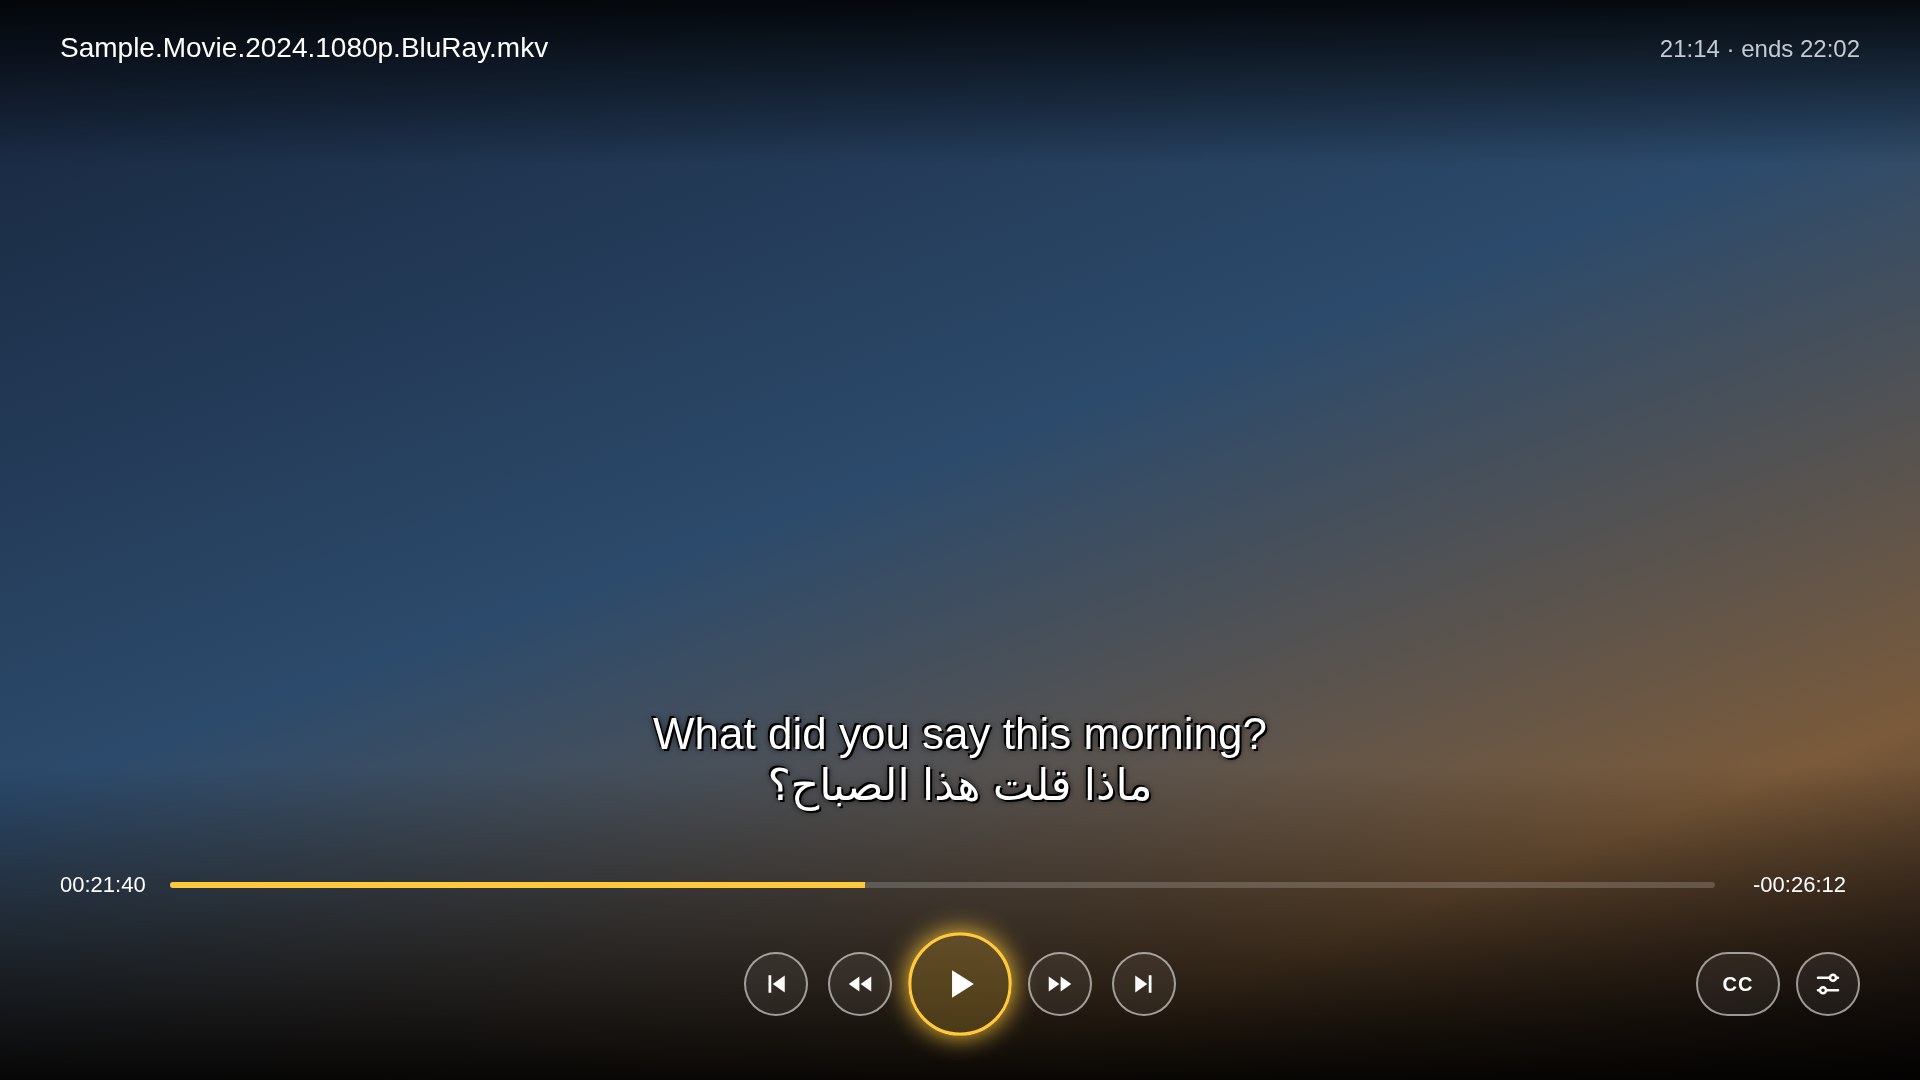 Sample.Movie.2024.1080p.BluRay.mkv
21:14 · ends 22:02
What did you say this morning?
ماذا قلت هذا الصباح؟
00:21:40
-00:26:12
CC